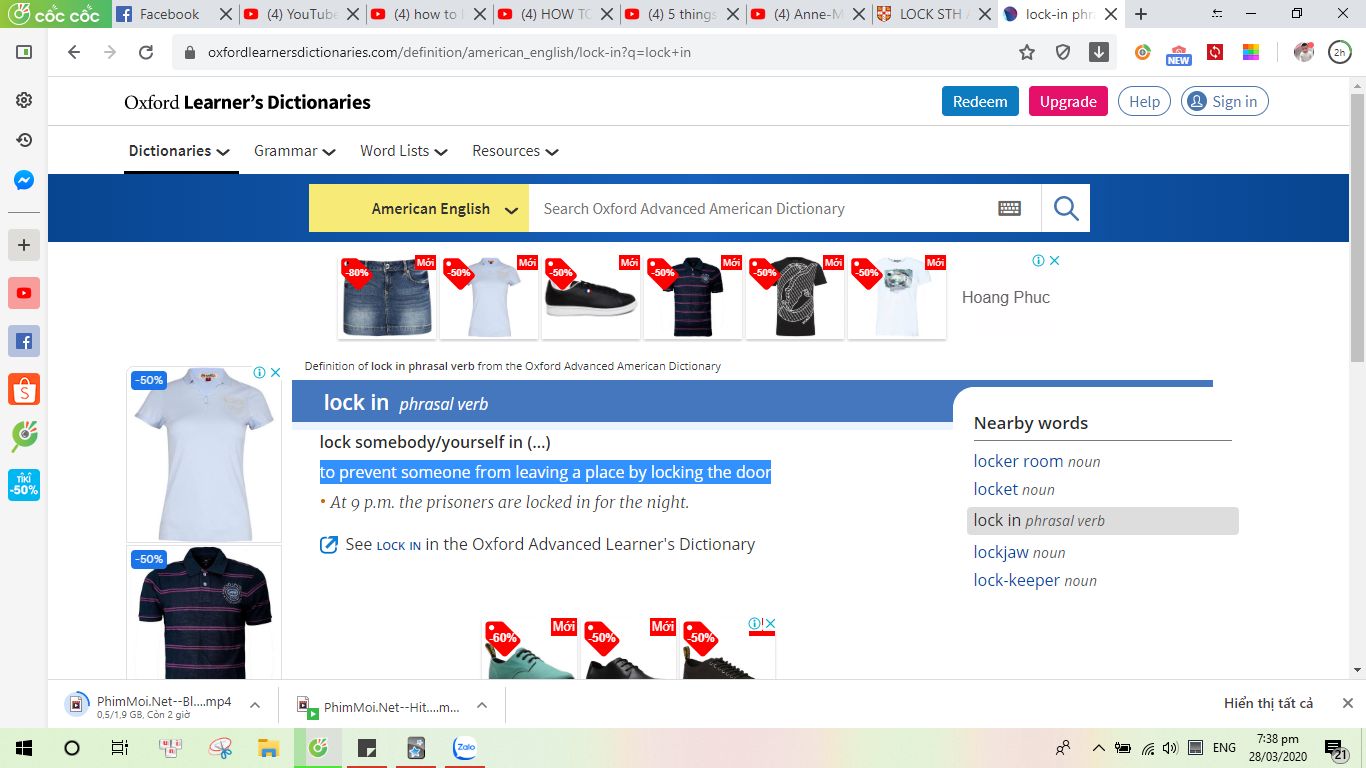 CỐC CỐC
Facebook
(4) YouTube
(4) how to
(4) HOW TO
(4) 5 things
(4) Anne-M
LOCK STH
lock-in phr
oxfordlearnersdictionaries.com/definition/american_english/lock-in?q=lock+in
NEW
2h
Oxford Learner's Dictionaries
Redeem
Upgrade
Help
Sign in
Dictionaries
Grammar
Word Lists
Resources
American English
Search Oxford Advanced American Dictionary
-80% Mới
-50% Mới
-50% Mới
-50% Mới
-50% Mới
-50% Mới
Hoang Phuc
Definition of lock in phrasal verb from the Oxford Advanced American Dictionary
-50%
lock in phrasal verb
lock somebody/yourself in (...)
to prevent someone from leaving a place by locking the door
• At 9 p.m. the prisoners are locked in for the night.
See LOCK IN in the Oxford Advanced Learner's Dictionary
Nearby words
locker room noun
locket noun
lock in phrasal verb
lockjaw noun
lock-keeper noun
TIKI
-50%
-50%
-60% Mới
-50% Mới
-50%
PhimMoi.Net--Bl....mp4
0,5/1,9 GB, Còn 2 giờ
PhimMoi.Net--Hit....m...
Hiển thị tất cả
Zalo
ENG
7:38 pm
28/03/2020
21